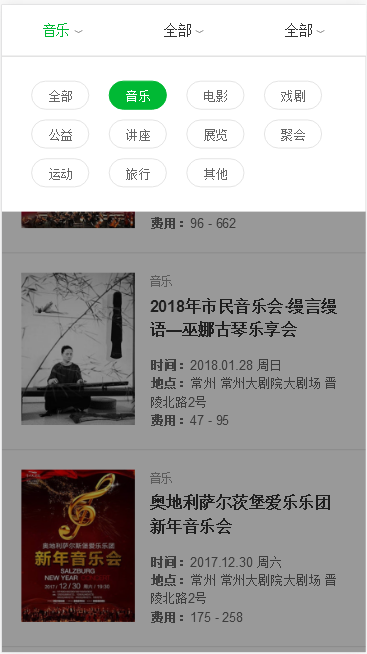 音乐 全部 全部
全部 音乐 电影 戏剧
公益 讲座 展览 聚会
运动 旅行 其他
费用：96 - 662
音乐
2018年市民音乐会·缦言缦
语—巫娜古琴乐享会
时间：2018.01.28 周日
地点：常州 常州大剧院大剧场 晋
陵北路2号
费用：47 - 95
奥地利萨尔斯堡爱乐乐团
新年音乐会
SALZBURG
NEW YEAR CONCERT
2017 / 12 / 30
音乐
奥地利萨尔茨堡爱乐乐团
新年音乐会
时间：2017.12.30 周六
地点：常州 常州大剧院大剧场 晋
陵北路2号
费用：175 - 258